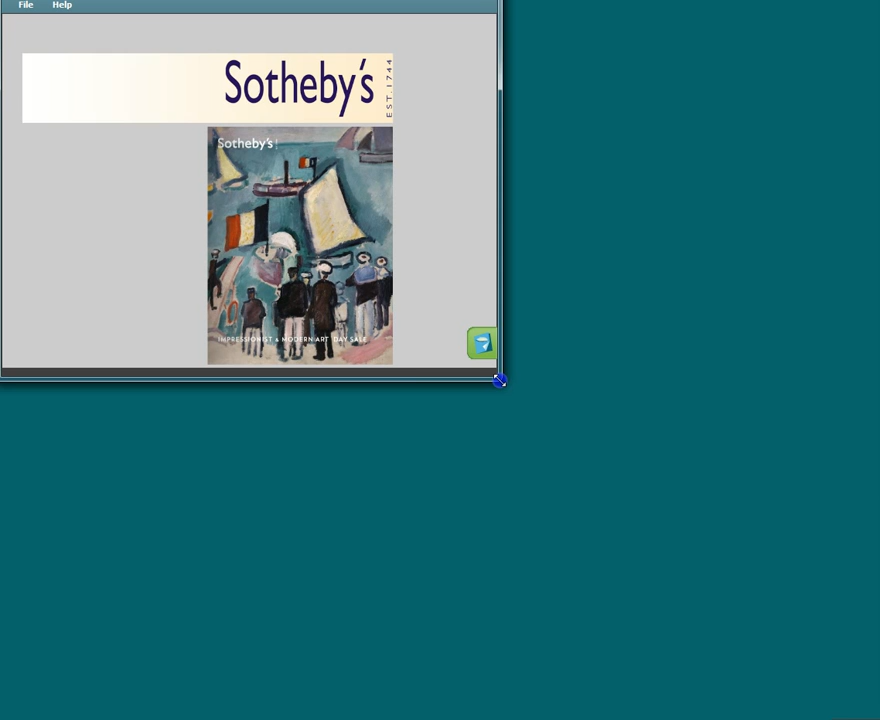 File Help
Sotheby's
EST. 1744
Sotheby's
IMPRESSIONIST & MODERN ART DAY SALE